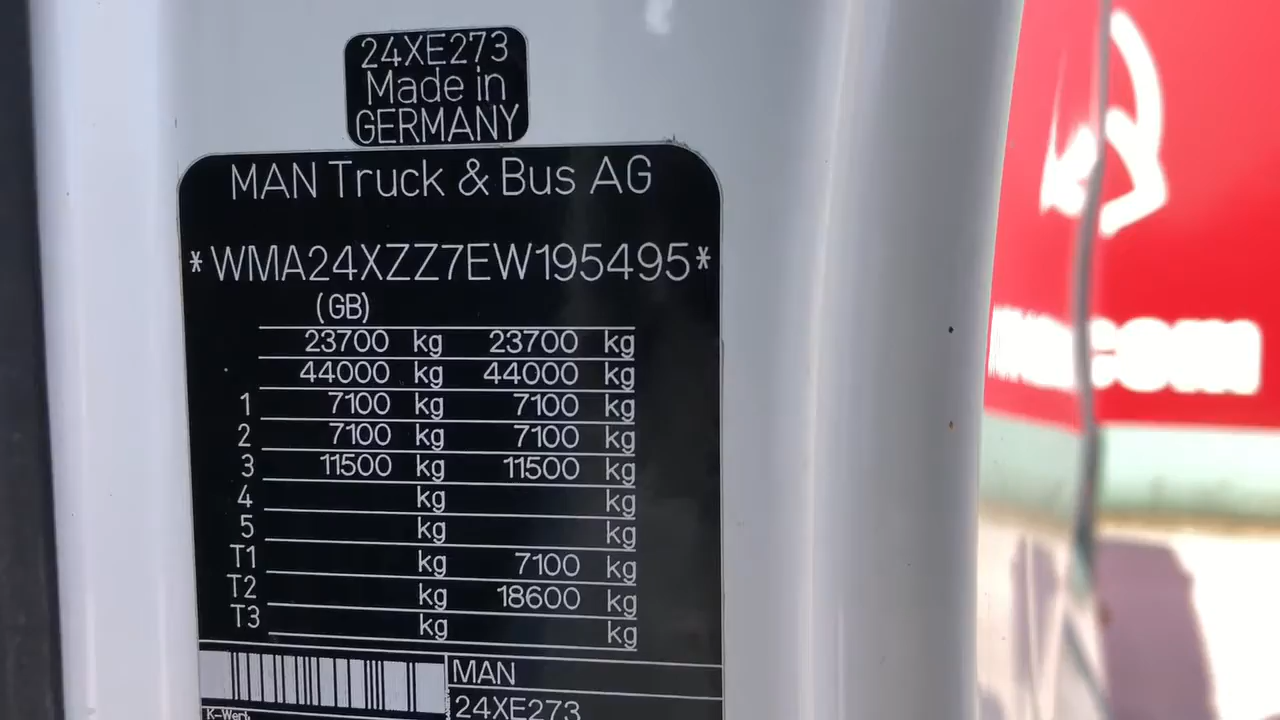 24XE273
Made in
GERMANY
MAN Truck & Bus AG
*WMA24XZZ7EW195495*
(GB)
23700 kg 23700 kg
44000 kg 44000 kg
1 7100 kg 7100 kg
2 7100 kg 7100 kg
3 11500 kg 11500 kg
4 kg kg
5 kg kg
T1 kg 7100 kg
T2 kg 18600 kg
T3 kg kg
MAN
24XE273
K-Wert